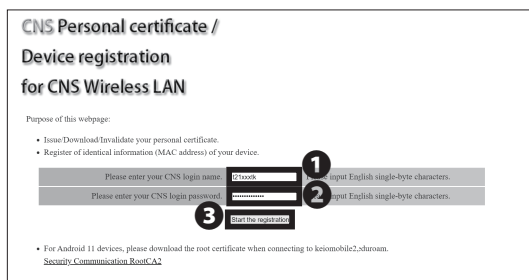 CNS Personal certificate /
Device registration
for CNS Wireless LAN
Purpose of this webpage:
• Issue/Download/Invalidate your personal certificate.
• Register of identical information (MAC address) of your device.
Please enter your CNS login name. t21xxxtk 1 input English single-byte characters.
Please enter your CNS login password. •••••••••••••• 2 input English single-byte characters.
3 Start the registration
• For Android 11 devices, please download the root certificate when connecting to keiomobile2,xduroam.
Security Communication RootCA2